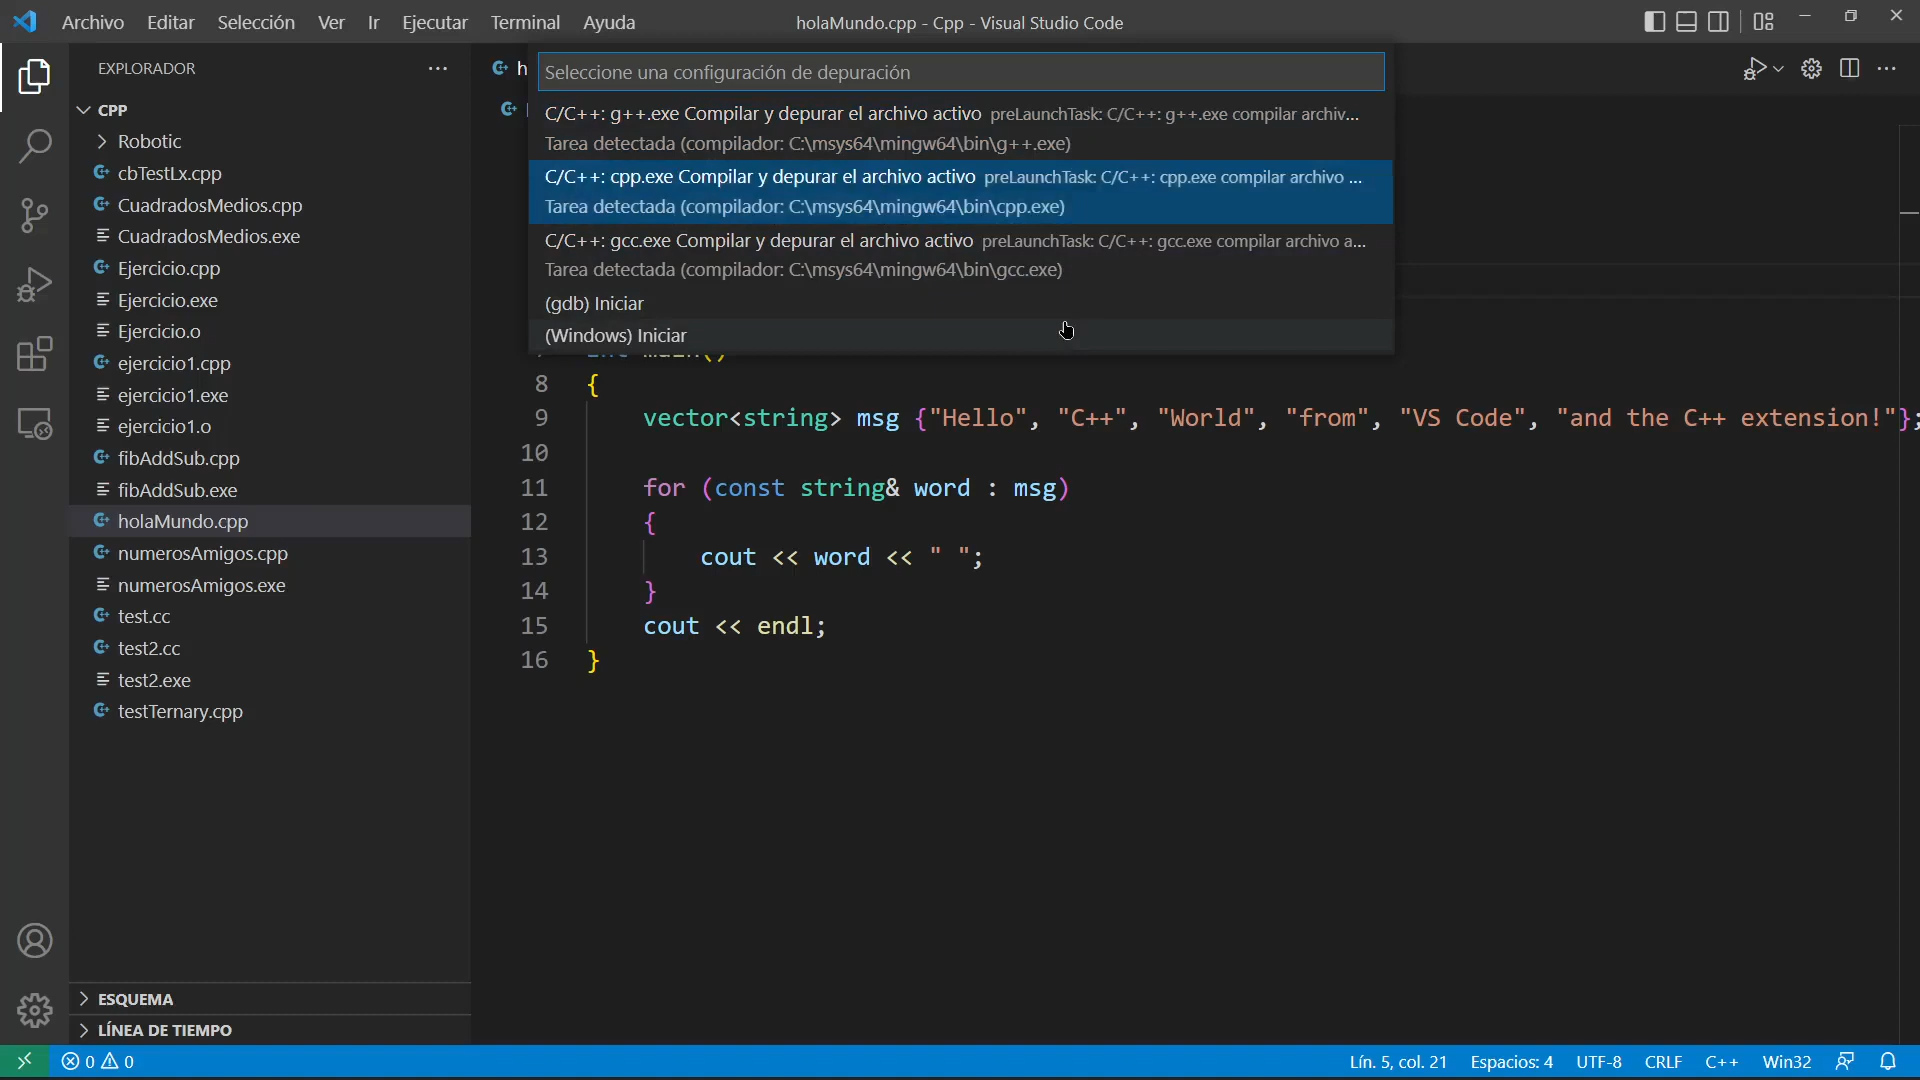 Archivo Editar Selección Ver Ir Ejecutar Terminal Ayuda holaMundo.cpp - Cpp - Visual Studio Code
EXPLORADOR
CPP
Robotic
cbTestLx.cpp
CuadradosMedios.cpp
CuadradosMedios.exe
Ejercicio.cpp
Ejercicio.exe
Ejercicio.o
ejercicio1.cpp
ejercicio1.exe
ejercicio1.o
fibAddSub.cpp
fibAddSub.exe
holaMundo.cpp
numerosAmigos.cpp
numerosAmigos.exe
test.cc
test2.cc
test2.exe
testTernary.cpp
ESQUEMA
LÍNEA DE TIEMPO
h
Seleccione una configuración de depuración
C/C++: g++.exe Compilar y depurar el archivo activo preLaunchTask: C/C++: g++.exe compilar archiv...
Tarea detectada (compilador: C:\msys64\mingw64\bin\g++.exe)
C/C++: cpp.exe Compilar y depurar el archivo activo preLaunchTask: C/C++: cpp.exe compilar archivo ...
Tarea detectada (compilador: C:\msys64\mingw64\bin\cpp.exe)
C/C++: gcc.exe Compilar y depurar el archivo activo preLaunchTask: C/C++: gcc.exe compilar archivo a...
Tarea detectada (compilador: C:\msys64\mingw64\bin\gcc.exe)
(gdb) Iniciar
(Windows) Iniciar
8 {
9 vector<string> msg {"Hello", "C++", "World", "from", "VS Code", "and the C++ extension!"};
10
11 for (const string& word : msg)
12 {
13 cout << word << " ";
14 }
15 cout << endl;
16 }
0 0 Lín. 5, col. 21 Espacios: 4 UTF-8 CRLF C++ Win32